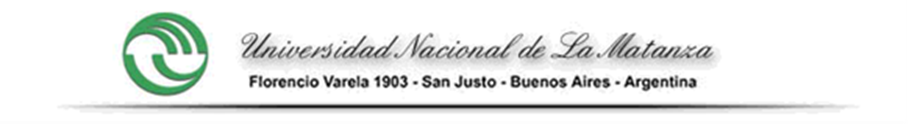 Universidad Nacional de La Matanza
Florencio Varela 1903 - San Justo - Buenos Aires - Argentina